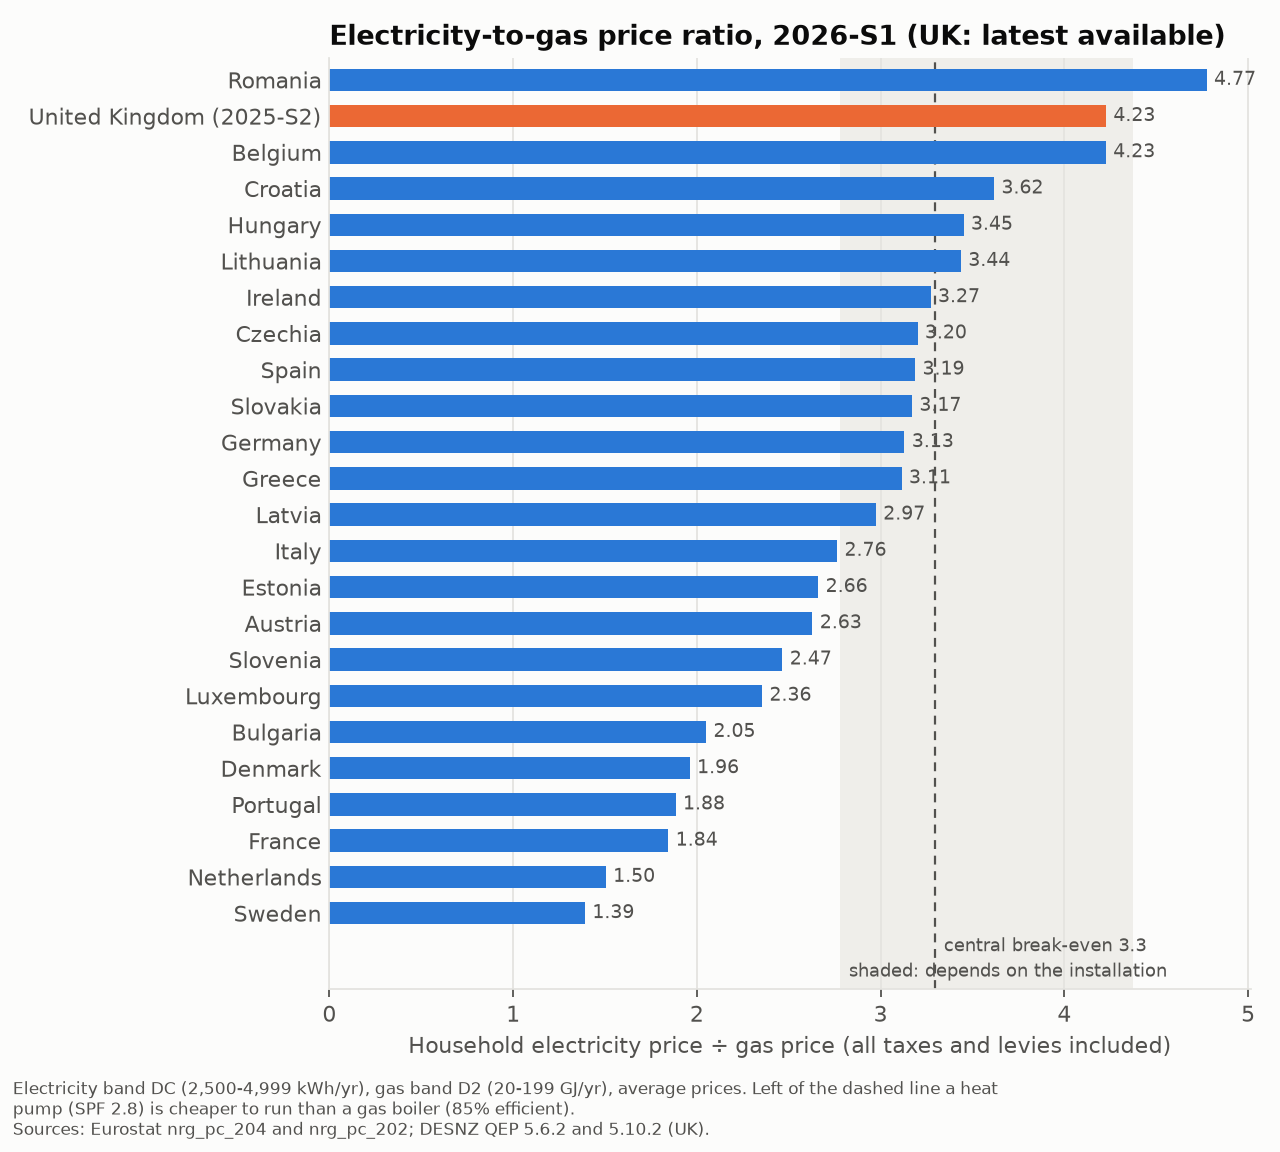 Electricity-to-gas price ratio, 2026-S1 (UK: latest available)
Romania 4.77
United Kingdom (2025-S2) 4.23
Belgium 4.23
Croatia 3.62
Hungary 3.45
Lithuania 3.44
Ireland 3.27
Czechia 3.20
Spain 3.19
Slovakia 3.17
Germany 3.13
Greece 3.11
Latvia 2.97
Italy 2.76
Estonia 2.66
Austria 2.63
Slovenia 2.47
Luxembourg 2.36
Bulgaria 2.05
Denmark 1.96
Portugal 1.88
France 1.84
Netherlands 1.50
Sweden 1.39
central break-even 3.3
shaded: depends on the installation
0 1 2 3 4 5
Household electricity price ÷ gas price (all taxes and levies included)
Electricity band DC (2,500-4,999 kWh/yr), gas band D2 (20-199 GJ/yr), average prices. Left of the dashed line a heat
pump (SPF 2.8) is cheaper to run than a gas boiler (85% efficient).
Sources: Eurostat nrg_pc_204 and nrg_pc_202; DESNZ QEP 5.6.2 and 5.10.2 (UK).